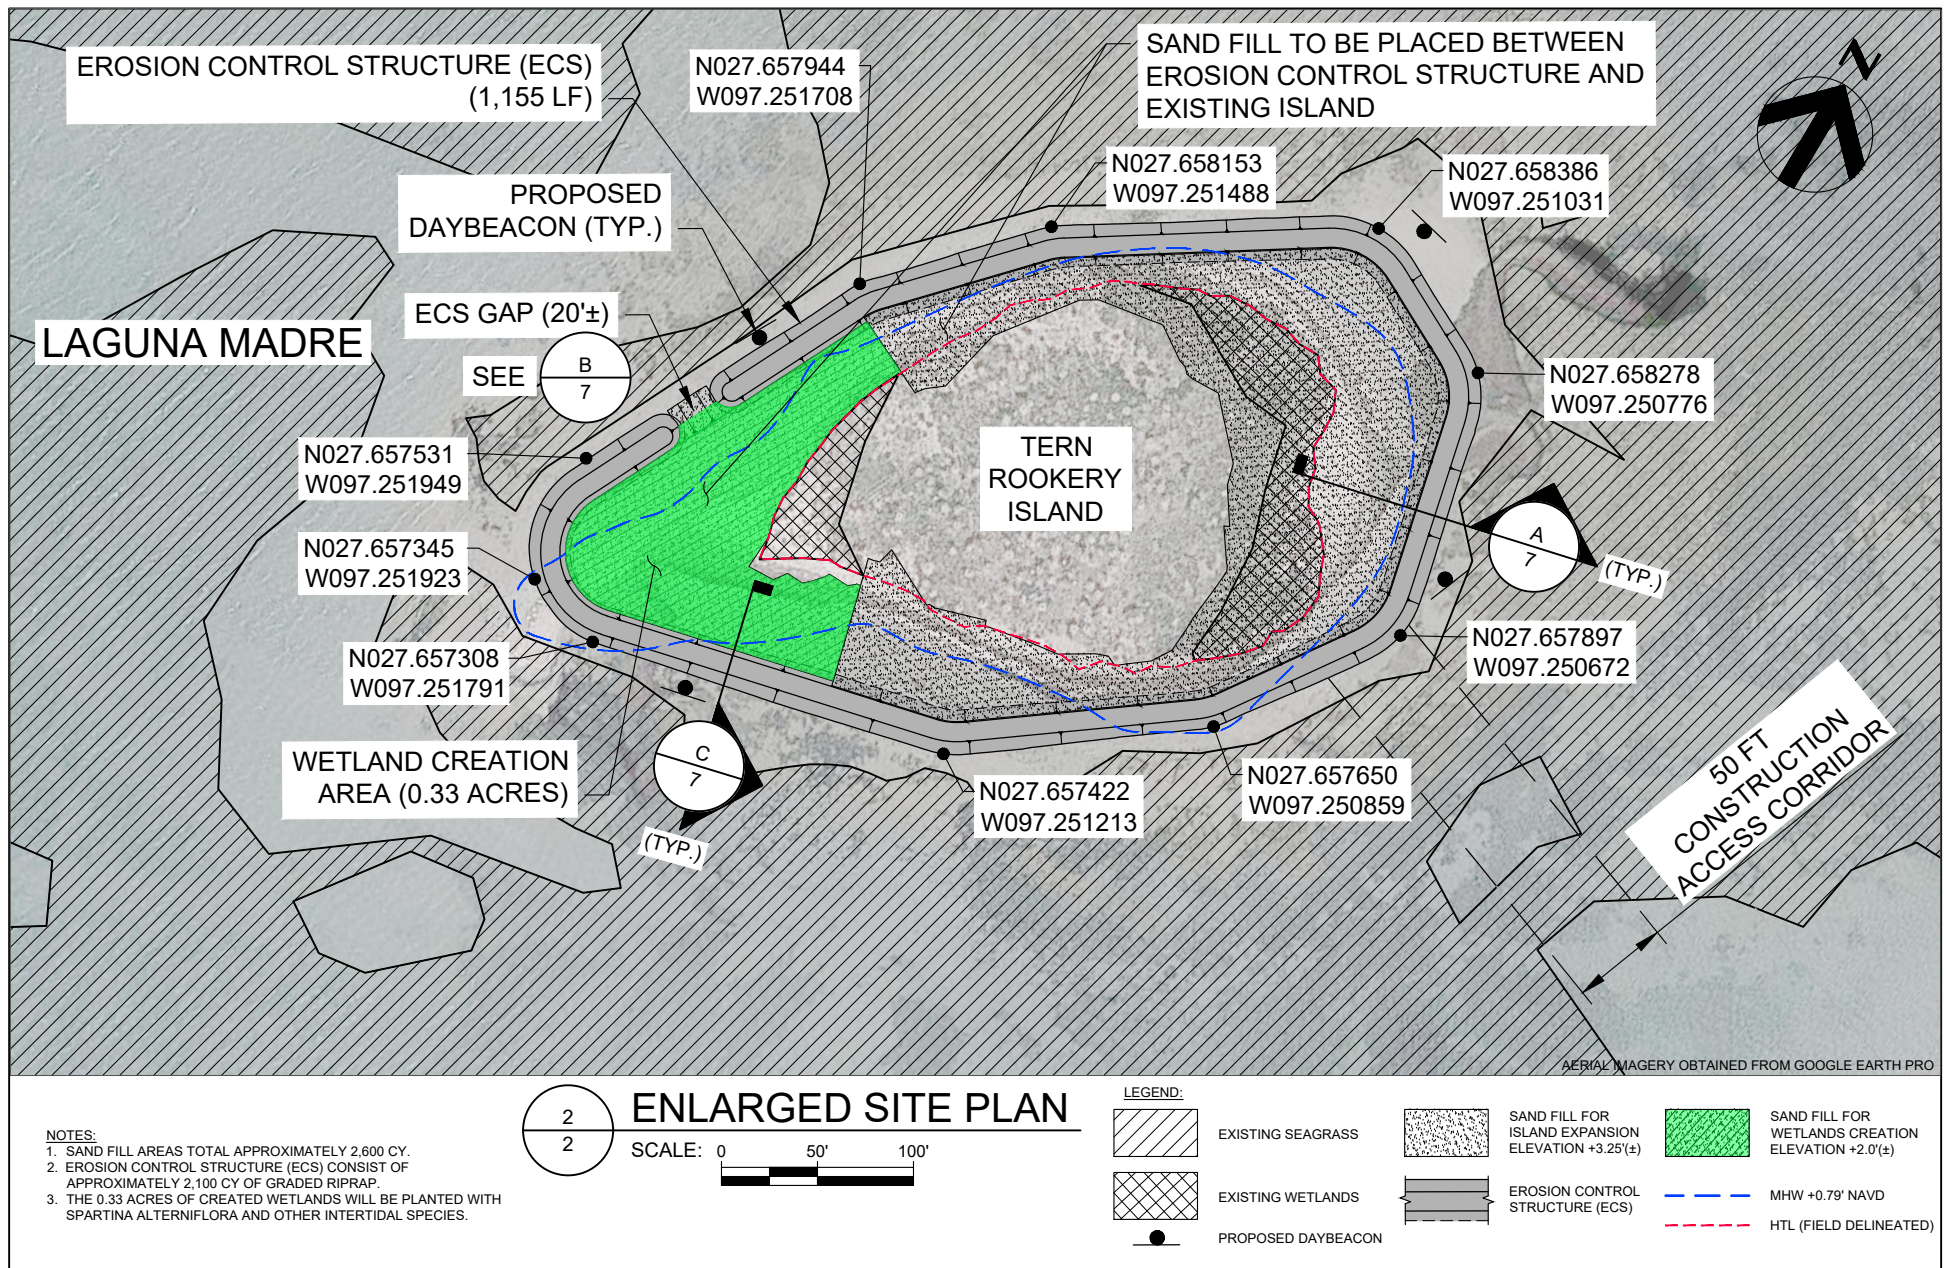 EROSION CONTROL STRUCTURE (ECS)
(1,155 LF)
N027.657944
W097.251708
SAND FILL TO BE PLACED BETWEEN
EROSION CONTROL STRUCTURE AND
EXISTING ISLAND
N
N027.658153
W097.251488
N027.658386
W097.251031
PROPOSED
DAYBEACON (TYP.)
ECS GAP (20'±)
LAGUNA MADRE
SEE
B
7
N027.658278
W097.250776
N027.657531
W097.251949
TERN
ROOKERY
ISLAND
N027.657345
W097.251923
A
7
(TYP.)
N027.657308
W097.251791
N027.657897
W097.250672
WETLAND CREATION
AREA (0.33 ACRES)
C
7
(TYP.)
N027.657422
W097.251213
N027.657650
W097.250859
50 FT
CONSTRUCTION
ACCESS CORRIDOR
AERIAL IMAGERY OBTAINED FROM GOOGLE EARTH PRO
NOTES:
1. SAND FILL AREAS TOTAL APPROXIMATELY 2,600 CY.
2. EROSION CONTROL STRUCTURE (ECS) CONSIST OF
APPROXIMATELY 2,100 CY OF GRADED RIPRAP.
3. THE 0.33 ACRES OF CREATED WETLANDS WILL BE PLANTED WITH
SPARTINA ALTERNIFLORA AND OTHER INTERTIDAL SPECIES.
2
2
ENLARGED SITE PLAN
SCALE: 0 50' 100'
LEGEND:
EXISTING SEAGRASS
EXISTING WETLANDS
PROPOSED DAYBEACON
SAND FILL FOR
ISLAND EXPANSION
ELEVATION +3.25'(±)
EROSION CONTROL
STRUCTURE (ECS)
SAND FILL FOR
WETLANDS CREATION
ELEVATION +2.0'(±)
MHW +0.79' NAVD
HTL (FIELD DELINEATED)